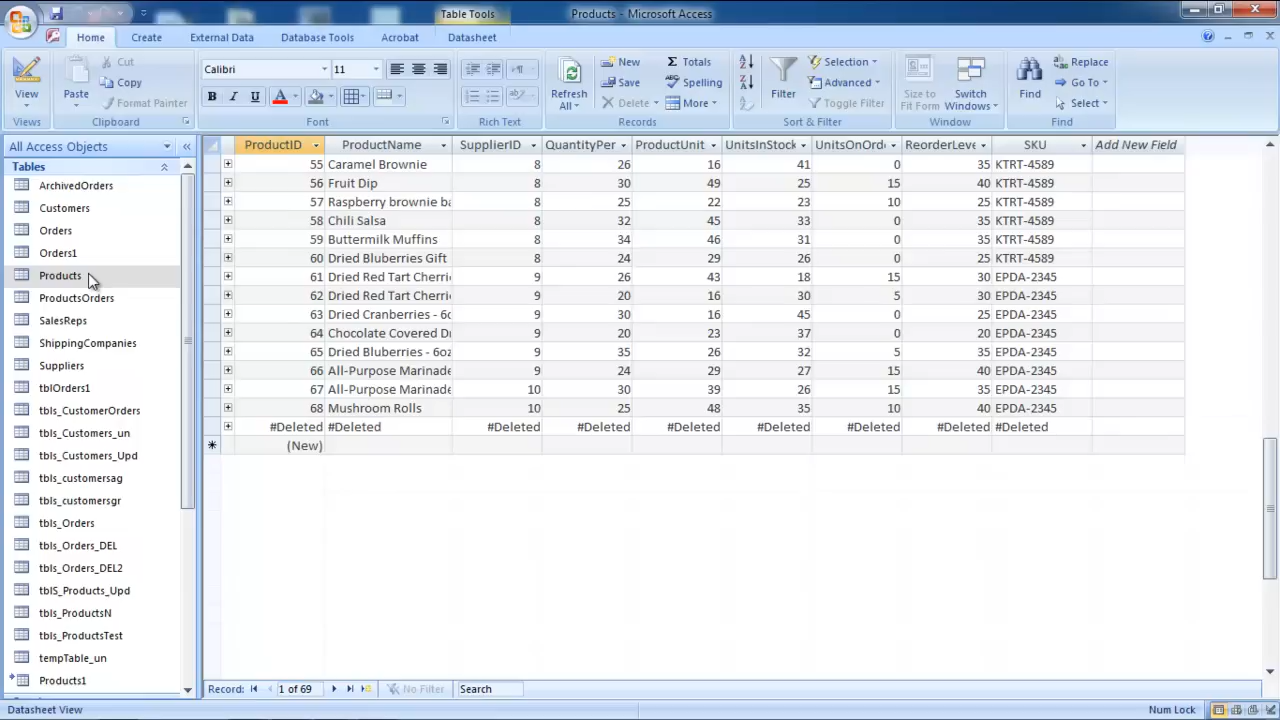 Table Tools
Products - Microsoft Access
Home Create External Data Database Tools Acrobat Datasheet
View
Views
Paste
Cut
Copy
Format Painter
Clipboard
Calibri 11
B I U A
Font
Rich Text
Refresh All
New
Save
Delete
Σ Totals
Spelling
More
Records
Filter
Selection
Advanced
Toggle Filter
Sort & Filter
Size to Fit Form
Switch Windows
Window
Find
Replace
Go To
Select
Find
All Access Objects
Tables
ArchivedOrders
Customers
Orders
Orders1
Products
ProductsOrders
SalesReps
ShippingCompanies
Suppliers
tblOrders1
tbls_CustomerOrders
tbls_Customers_un
tbls_Customers_Upd
tbls_customersag
tbls_customersgr
tbls_Orders
tbls_Orders_DEL
tbls_Orders_DEL2
tblS_Products_Upd
tbls_ProductsN
tbls_ProductsTest
tempTable_un
Products1
ProductID ProductName SupplierID QuantityPer ProductUnit UnitsInStock UnitsOnOrd ReorderLeve SKU Add New Field
55 Caramel Brownie 8 26 16 41 0 35 KTRT-4589
56 Fruit Dip 8 30 49 25 15 40 KTRT-4589
57 Raspberry brownie ba 8 25 22 23 10 25 KTRT-4589
58 Chili Salsa 8 32 45 33 0 35 KTRT-4589
59 Buttermilk Muffins 8 34 46 31 0 35 KTRT-4589
60 Dried Bluberries Gift 8 24 29 26 0 25 KTRT-4589
61 Dried Red Tart Cherri 9 26 43 18 15 30 EPDA-2345
62 Dried Red Tart Cherri 9 20 16 30 5 30 EPDA-2345
63 Dried Cranberries - 6o 9 30 16 45 0 25 EPDA-2345
64 Chocolate Covered D 9 20 23 37 0 20 EPDA-2345
65 Dried Bluberries - 6oz 9 35 26 32 5 35 EPDA-2345
66 All-Purpose Marinade 9 24 29 27 15 40 EPDA-2345
67 All-Purpose Marinade 10 30 39 26 15 35 EPDA-2345
68 Mushroom Rolls 10 25 48 35 10 40 EPDA-2345
#Deleted #Deleted #Deleted #Deleted #Deleted #Deleted #Deleted #Deleted #Deleted
(New)
Record: 1 of 69 No Filter Search
Datasheet View
Num Lock